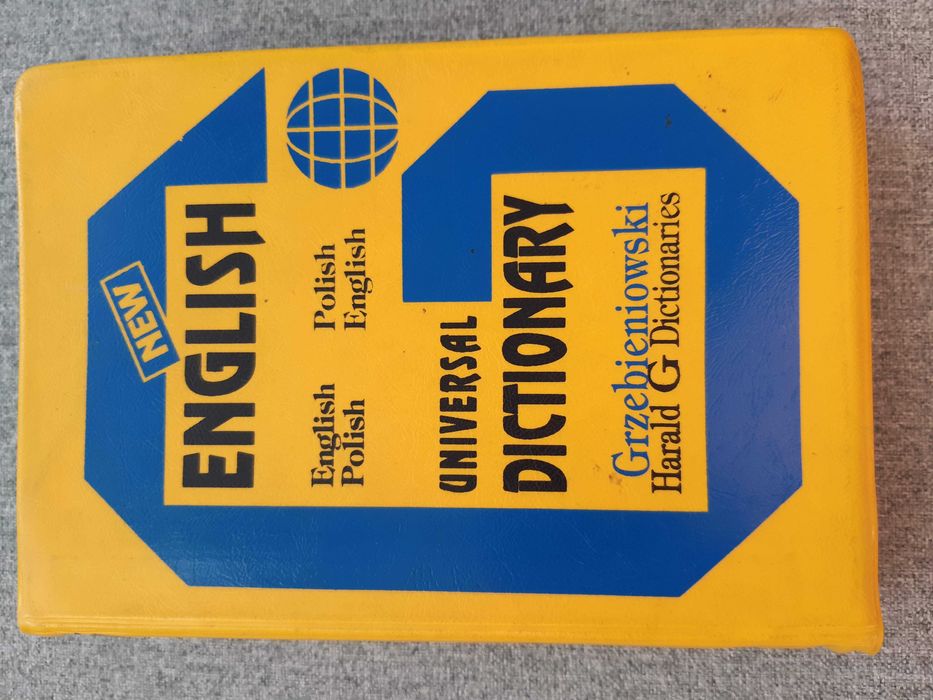 NEW
ENGLISH
English
Polish
Polish
English
UNIVERSAL
DICTIONARY
Grzebieniowski
Harald G Dictionaries